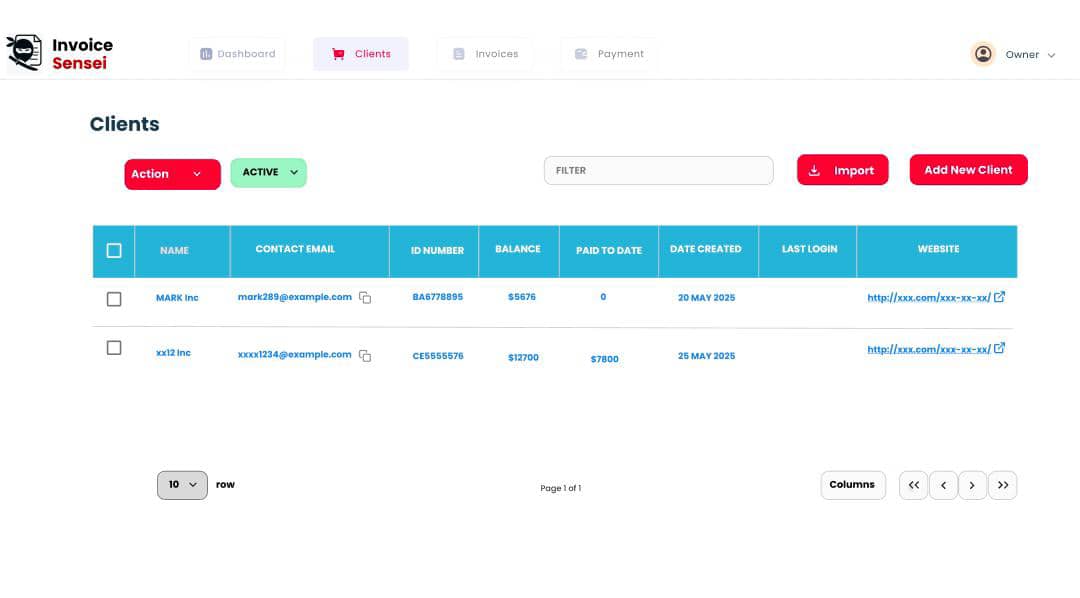 Invoice
Sensei
Dashboard Clients Invoices Payment Owner
Clients
Action ACTIVE FILTER Import Add New Client
NAME CONTACT EMAIL ID NUMBER BALANCE PAID TO DATE DATE CREATED LAST LOGIN WEBSITE
MARK Inc mark289@example.com BA6778895 $5676 0 20 MAY 2025 http://xxx.com/xxx-xx-xx/
xx12 Inc xxxx1234@example.com CE5555576 $12700 $7800 25 MAY 2025 http://xxx.com/xxx-xx-xx/
10 row Page 1 of 1 Columns << < > >>